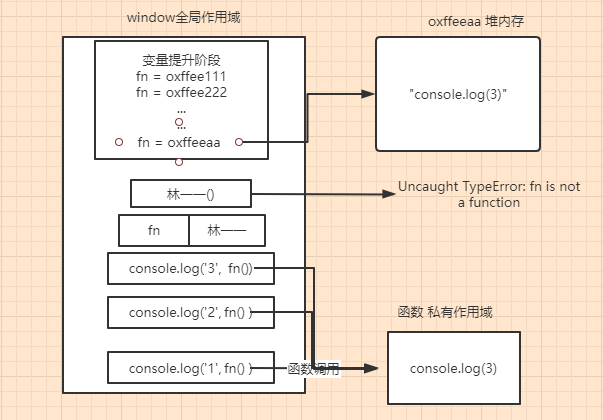 window全局作用域
变量提升阶段
fn = oxffee111
fn = oxffee222
...
...
fn = oxffeeaa
林一一()
fn
林一一
console.log('3', fn())
console.log('2', fn() )
console.log('1', fn() )
函数调用
oxffeeaa 堆内存
"console.log(3)"
Uncaught TypeError: fn is not
a function
函数 私有作用域
console.log(3)